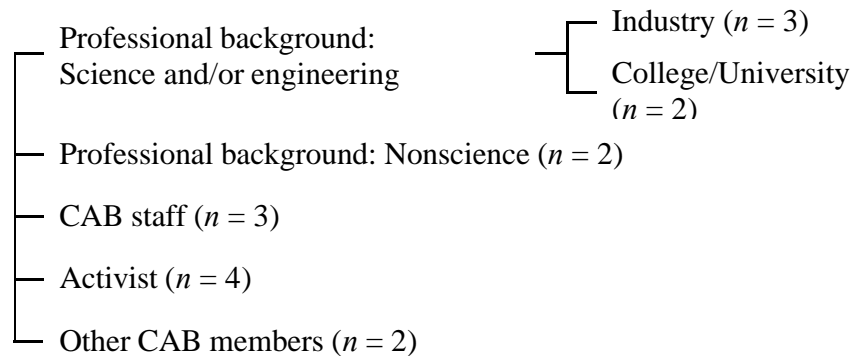 Professional background:
Science and/or engineering
Industry (n = 3)
College/University
(n = 2)
Professional background: Nonscience (n = 2)
CAB staff (n = 3)
Activist (n = 4)
Other CAB members (n = 2)